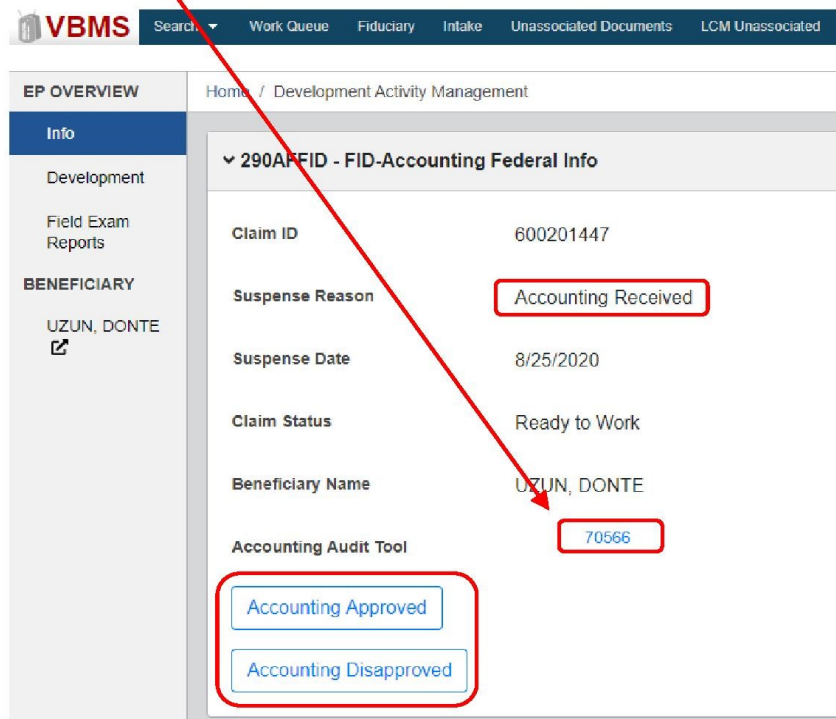 VBMS Search Work Queue Fiduciary Intake Unassociated Documents LCM Unassociated
EP OVERVIEW
Home / Development Activity Management
Info
290AFFID - FID-Accounting Federal Info
Development
Field Exam
Reports
Claim ID 600201447
BENEFICIARY
Suspense Reason Accounting Received
UZUN, DONTE
Suspense Date 8/25/2020
Claim Status Ready to Work
Beneficiary Name UZUN, DONTE
Accounting Audit Tool 70566
Accounting Approved
Accounting Disapproved